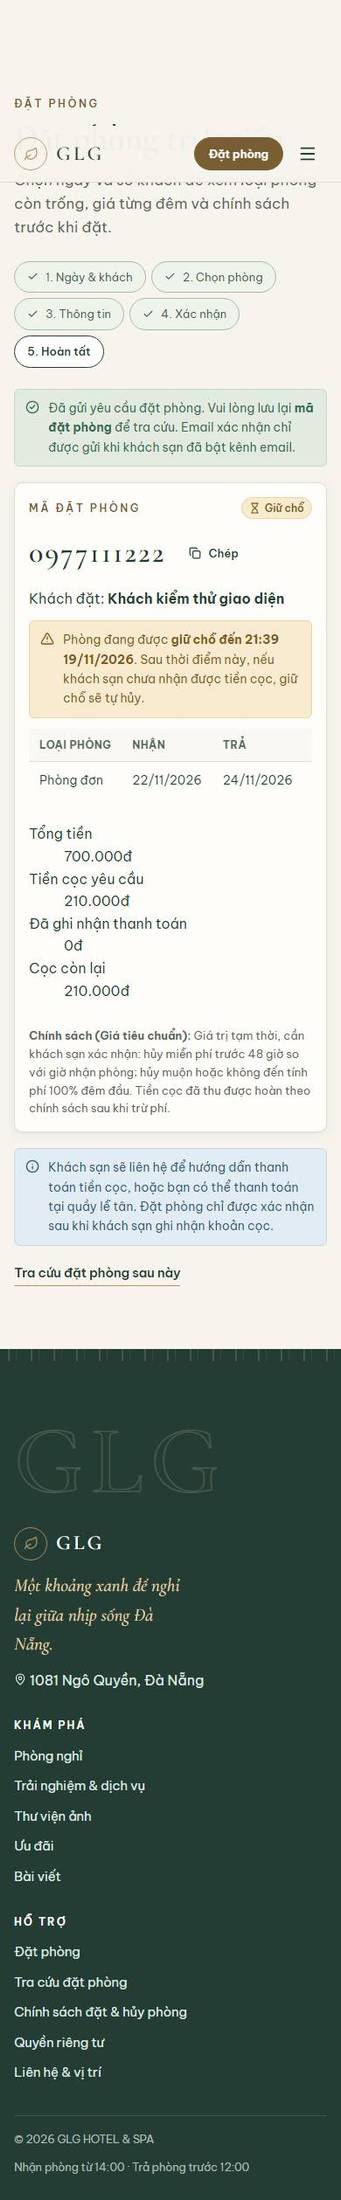 ĐẶT PHÒNG
GLG
Đặt phòng
Chọn ngày và số khách để xem loại phòng
còn trống, giá từng đêm và chính sách
trước khi đặt.
1. Ngày & khách
2. Chọn phòng
3. Thông tin
4. Xác nhận
5. Hoàn tất
Đã gửi yêu cầu đặt phòng. Vui lòng lưu lại mã
đặt phòng để tra cứu. Email xác nhận chỉ
được gửi khi khách sạn đã bật kênh email.
MÃ ĐẶT PHÒNG
Giữ chỗ
0977111222
Chép
Khách đặt: Khách kiểm thử giao diện
Phòng đang được giữ chỗ đến 21:39
19/11/2026. Sau thời điểm này, nếu
khách sạn chưa nhận được tiền cọc, giữ
chỗ sẽ tự hủy.
LOẠI PHÒNG NHẬN TRẢ
Phòng đơn 22/11/2026 24/11/2026
Tổng tiền
700.000đ
Tiền cọc yêu cầu
210.000đ
Đã ghi nhận thanh toán
0đ
Cọc còn lại
210.000đ
Chính sách (Giá tiêu chuẩn): Giá trị tạm thời, cần
khách sạn xác nhận: hủy miễn phí trước 48 giờ so
với giờ nhận phòng; hủy muộn hoặc không đến tính
phí 100% đêm đầu. Tiền cọc đã thu được hoàn theo
chính sách sau khi trừ phí.
Khách sạn sẽ liên hệ để hướng dẫn thanh
toán tiền cọc, hoặc bạn có thể thanh toán
tại quầy lễ tân. Đặt phòng chỉ được xác nhận
sau khi khách sạn ghi nhận khoản cọc.
Tra cứu đặt phòng sau này
GLG
GLG
Một khoảng xanh để nghỉ
lại giữa nhịp sống Đà
Nẵng.
1081 Ngô Quyền, Đà Nẵng
KHÁM PHÁ
Phòng nghỉ
Trải nghiệm & dịch vụ
Thư viện ảnh
Ưu đãi
Bài viết
HỖ TRỢ
Đặt phòng
Tra cứu đặt phòng
Chính sách đặt & hủy phòng
Quyền riêng tư
Liên hệ & vị trí
© 2026 GLG HOTEL & SPA
Nhận phòng từ 14:00 · Trả phòng trước 12:00